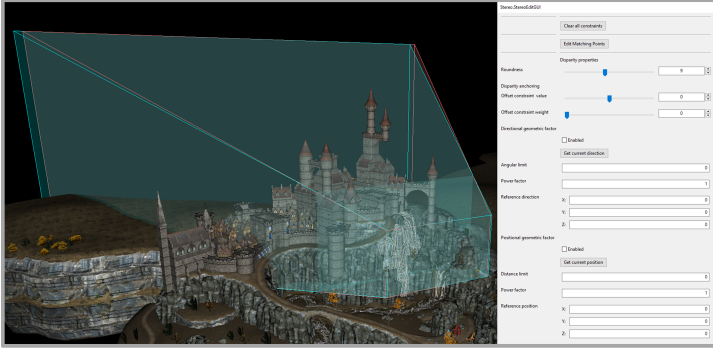 Stereo.StereoEditGUI
Clear all constraints
Edit Matching Points
Disparity properties
Roundness 9
Disparity anchoring
Offset constraint value 0
Offset constraint weight 0
Directional geometric factor
Enabled
Get current direction
Angular limit 0
Power factor 1
Reference direction X: 0
Y: 0
Z: 0
Positional geometric factor
Enabled
Get current position
Distance limit 0
Power factor 1
Reference position X: 0
Y: 0
Z: 0